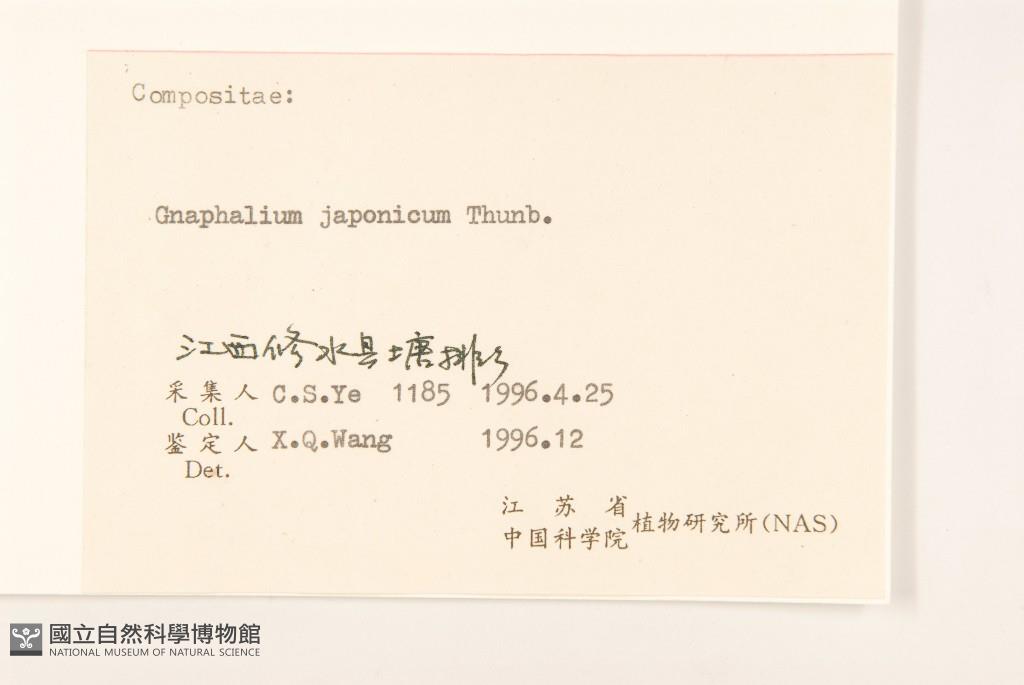 Compositae:
Gnaphalium japonicum Thunb.
江西修水县塘排乡
采集人 C.S.Ye 1185 1996.4.25
Coll.
鉴定人 X.Q.Wang 1996.12
Det.
江苏省
中国科学院 植物研究所(NAS)
國立自然科學博物館
NATIONAL MUSEUM OF NATURAL SCIENCE